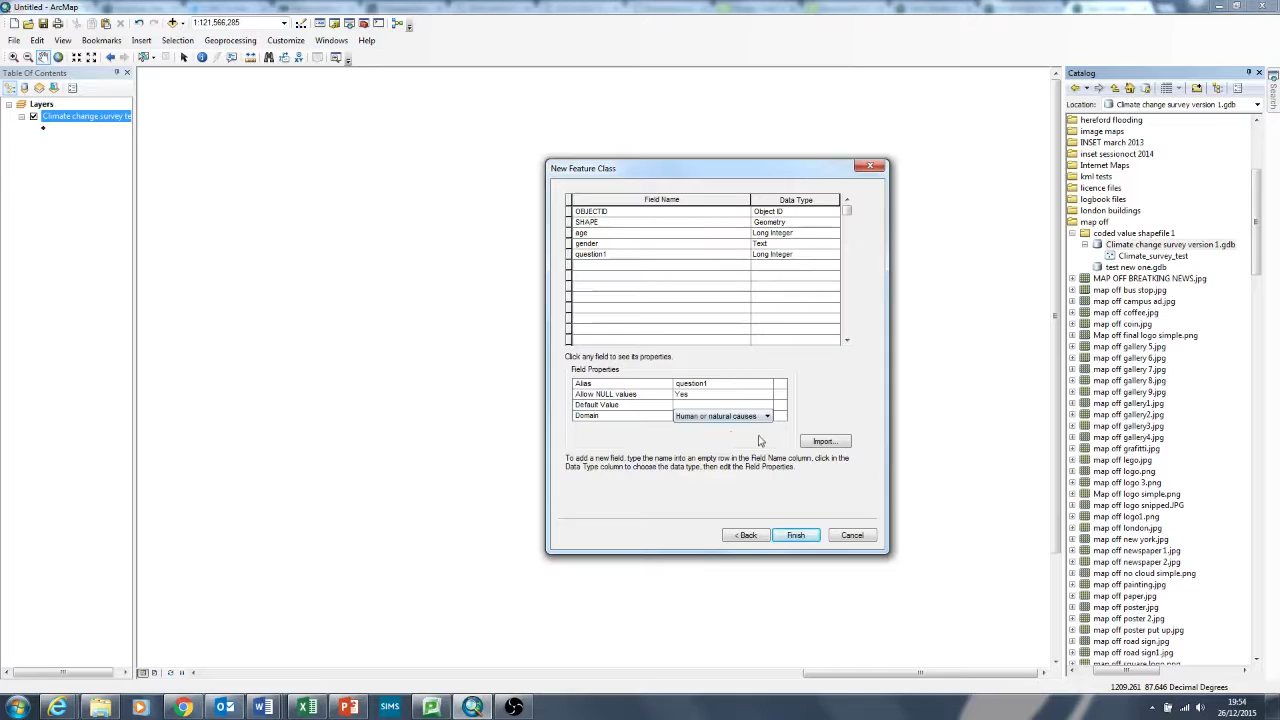 Untitled - ArcMap
1:121,566,285
File Edit View Bookmarks Insert Selection Geoprocessing Customize Windows Help
Table Of Contents
Layers
Climate change survey te
New Feature Class
Field Name Data Type
OBJECTID Object ID
SHAPE Geometry
age Long Integer
gender Text
question1 Long Integer
Click any field to see its properties.
Field Properties
Alias question1
Allow NULL values Yes
Default Value
Domain Human or natural causes
Import...
To add a new field, type the name into an empty row in the Field Name column, click in the
Data Type column to choose the data type, then edit the Field Properties.
< Back Finish Cancel
Catalog
Location: Climate change survey version 1.gdb
hereford flooding
image maps
INSET march 2013
inset sessionoct 2014
Internet Maps
kml tests
licence files
logbook files
london buildings
map off
coded value shapefile 1
Climate change survey version 1.gdb
Climate_survey_test
test new one.gdb
MAP OFF BREATKING NEWS.jpg
map off bus stop.jpg
map off campus ad.jpg
map off coffee.jpg
map off coin.jpg
Map off final logo simple.png
map off gallery 5.jpg
map off gallery 6.jpg
map off gallery 7.jpg
map off gallery 8.jpg
map off gallery 9.jpg
map off gallery1.jpg
map off gallery2.jpg
map off gallery3.jpg
map off gallery4.jpg
map off grafitti.jpg
map off lego.jpg
map off logo.png
map off logo 3.png
Map off logo simple.png
map off logo snipped.JPG
map off logo1.png
map off london.jpg
map off new york.jpg
map off newspaper 1.jpg
map off newspaper 2.jpg
map off no cloud simple.png
map off painting.jpg
map off paper.jpg
map off poster.jpg
map off poster 2.jpg
map off poster put up.jpg
map off road sign.jpg
map off road sign1.jpg
map off square logo.png
Search
1209.261 87.646 Decimal Degrees
SIMS
19:54
26/12/2015